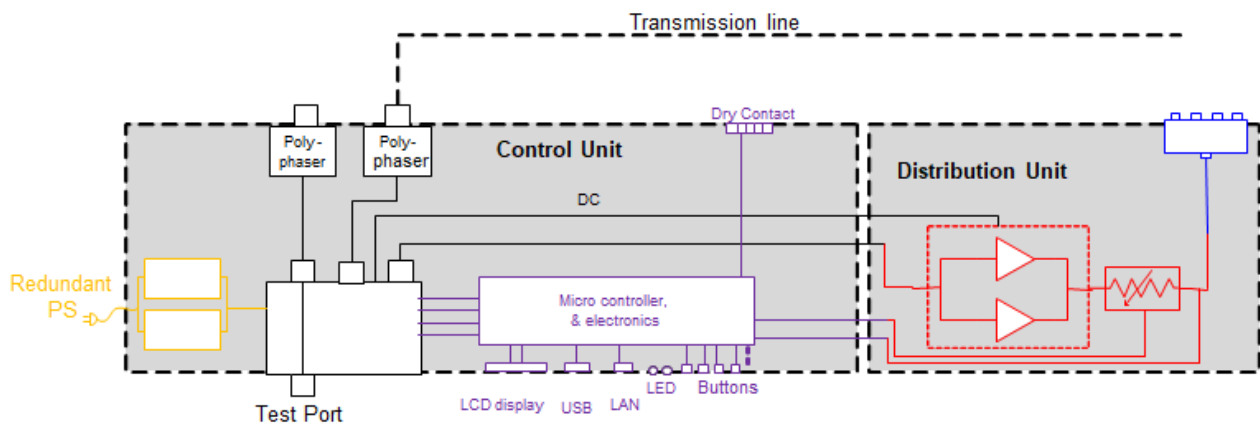 Transmission line
Dry Contact
Poly-
phaser
Poly-
phaser
Control Unit
Distribution Unit
DC
Redundant
PS
Micro controller,
& electronics
LED
Buttons
LCD display
USB
LAN
Test Port